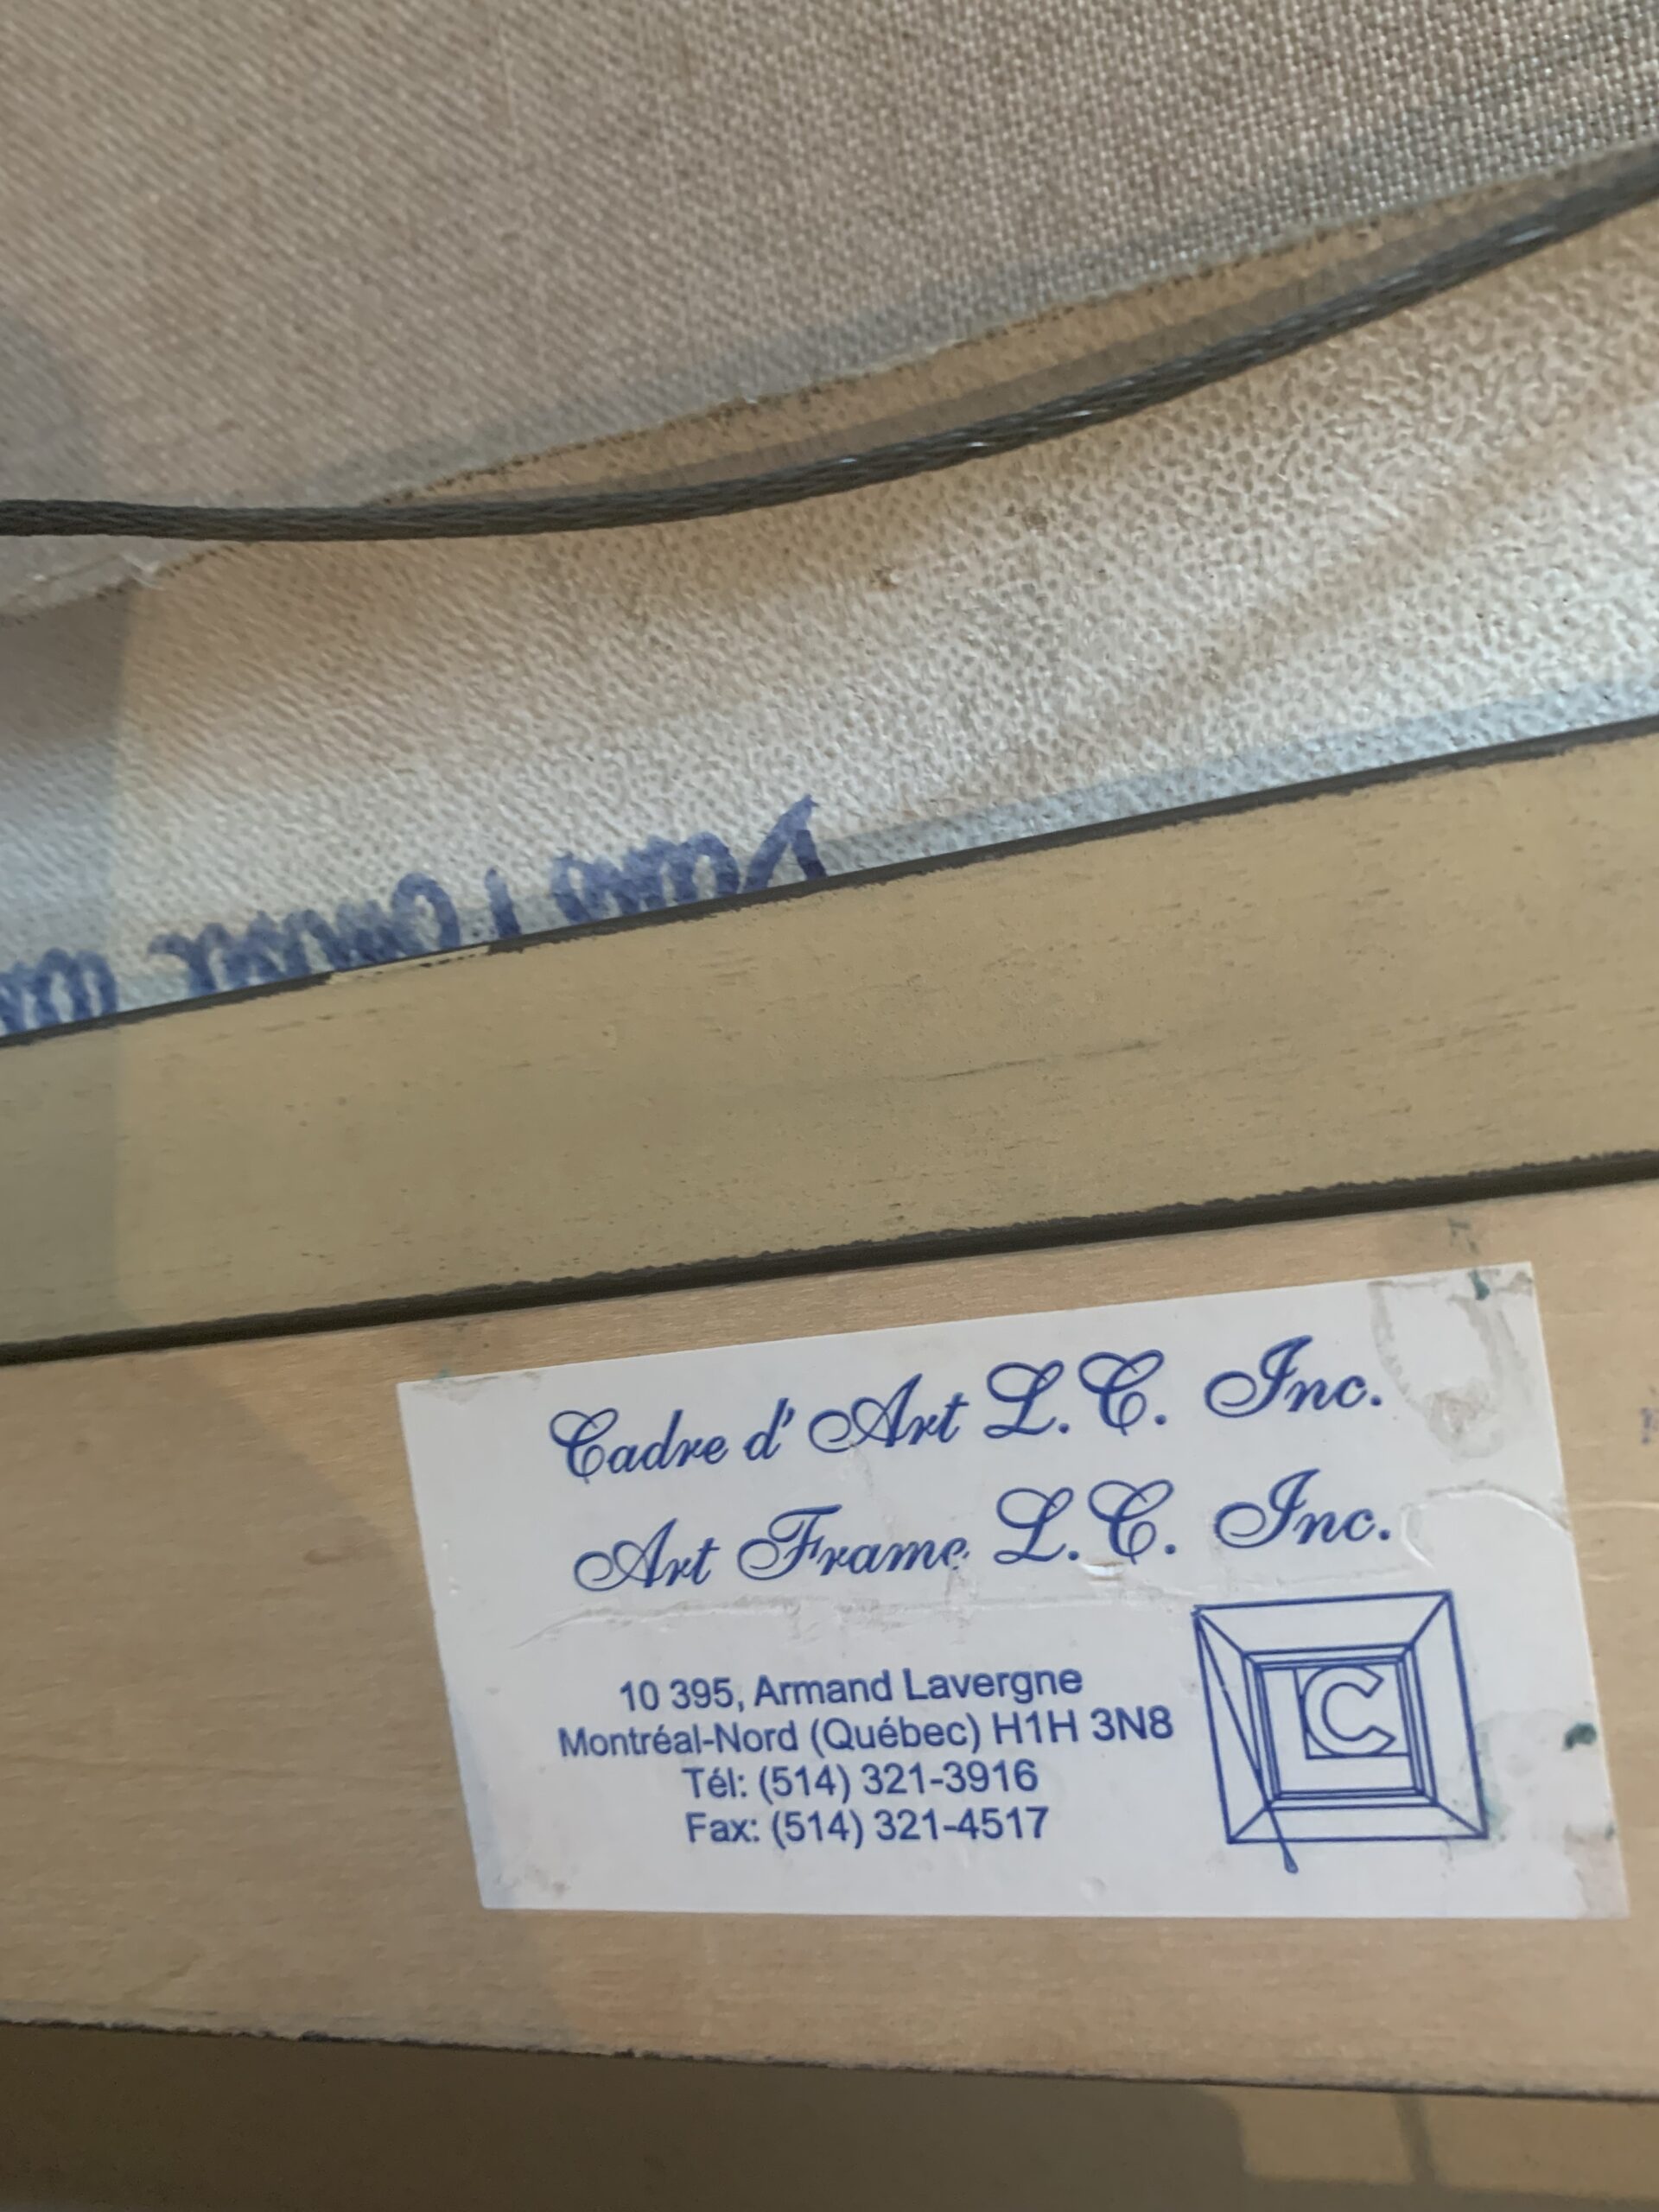 Cadre d' Art L.C. Inc.
Art Frame L.C. Inc.
10 395, Armand Lavergne
Montréal-Nord (Québec) H1H 3N8
Tél: (514) 321-3916
Fax: (514) 321-4517
LC